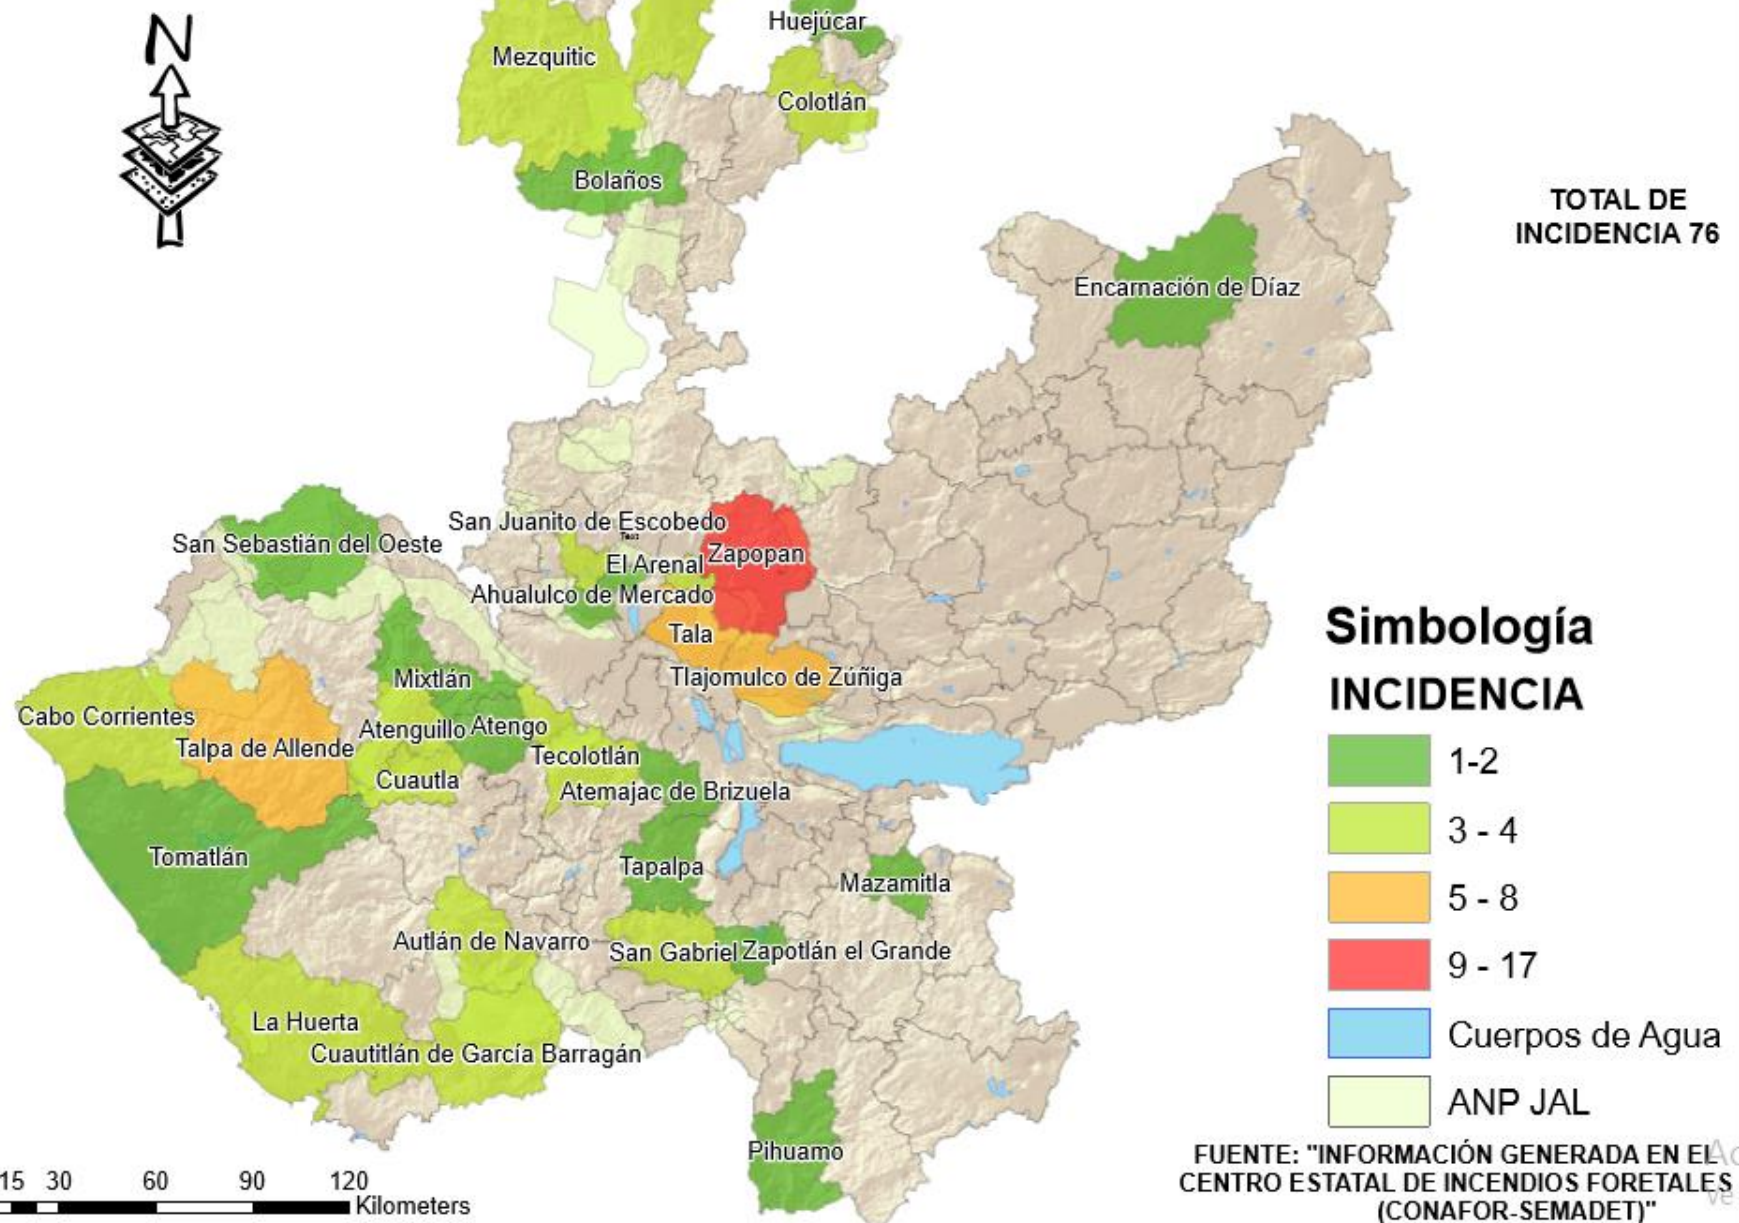 N
Huejúcar
Mezquitic
Colotlán
Bolaños
TOTAL DE
INCIDENCIA 76
Encarnación de Díaz
San Juanito de Escobedo
San Sebastián del Oeste
El Arenal
Zapopan
Ahualulco de Mercado
Tala
Mixtlán
Tlajomulco de Zúñiga
Cabo Corrientes
Talpa de Allende
Atenguillo
Atengo
Tecolotlán
Cuautla
Atemajac de Brizuela
Tomatlán
Tapalpa
Mazamitla
Autlán de Navarro
San Gabriel
Zapotlán el Grande
La Huerta
Cuautitlán de García Barragán
Pihuamo
Simbología
INCIDENCIA
1-2
3 - 4
5 - 8
9 - 17
Cuerpos de Agua
ANP JAL
FUENTE: "INFORMACIÓN GENERADA EN EL
CENTRO ESTATAL DE INCENDIOS FORETALES
(CONAFOR-SEMADET)"
15 30 60 90 120
Kilometers